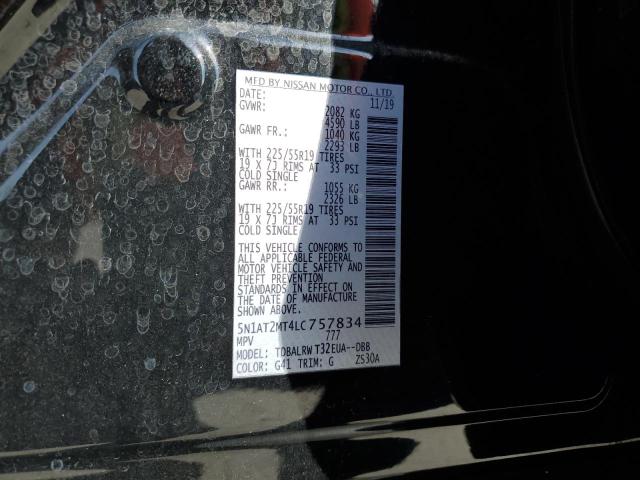 MFD BY NISSAN MOTOR CO., LTD.
DATE: 11/19
GVWR: 2082 KG
4590 LB
GAWR FR.: 1040 KG
2293 LB
WITH 225/55R19 TIRES
19 X 7J RIMS AT 33 PSI
COLD SINGLE
GAWR RR.: 1055 KG
2326 LB
WITH 225/55R19 TIRES
19 X 7J RIMS AT 33 PSI
COLD SINGLE
THIS VEHICLE CONFORMS TO
ALL APPLICABLE FEDERAL
MOTOR VEHICLE SAFETY AND
THEFT PREVENTION
STANDARDS IN EFFECT ON
THE DATE OF MANUFACTURE
5N1AT2MT4LC757834
MPV 777
MODEL: TDBALRW T32EUA--DBB
COLOR: G41 TRIM: G ZS30A